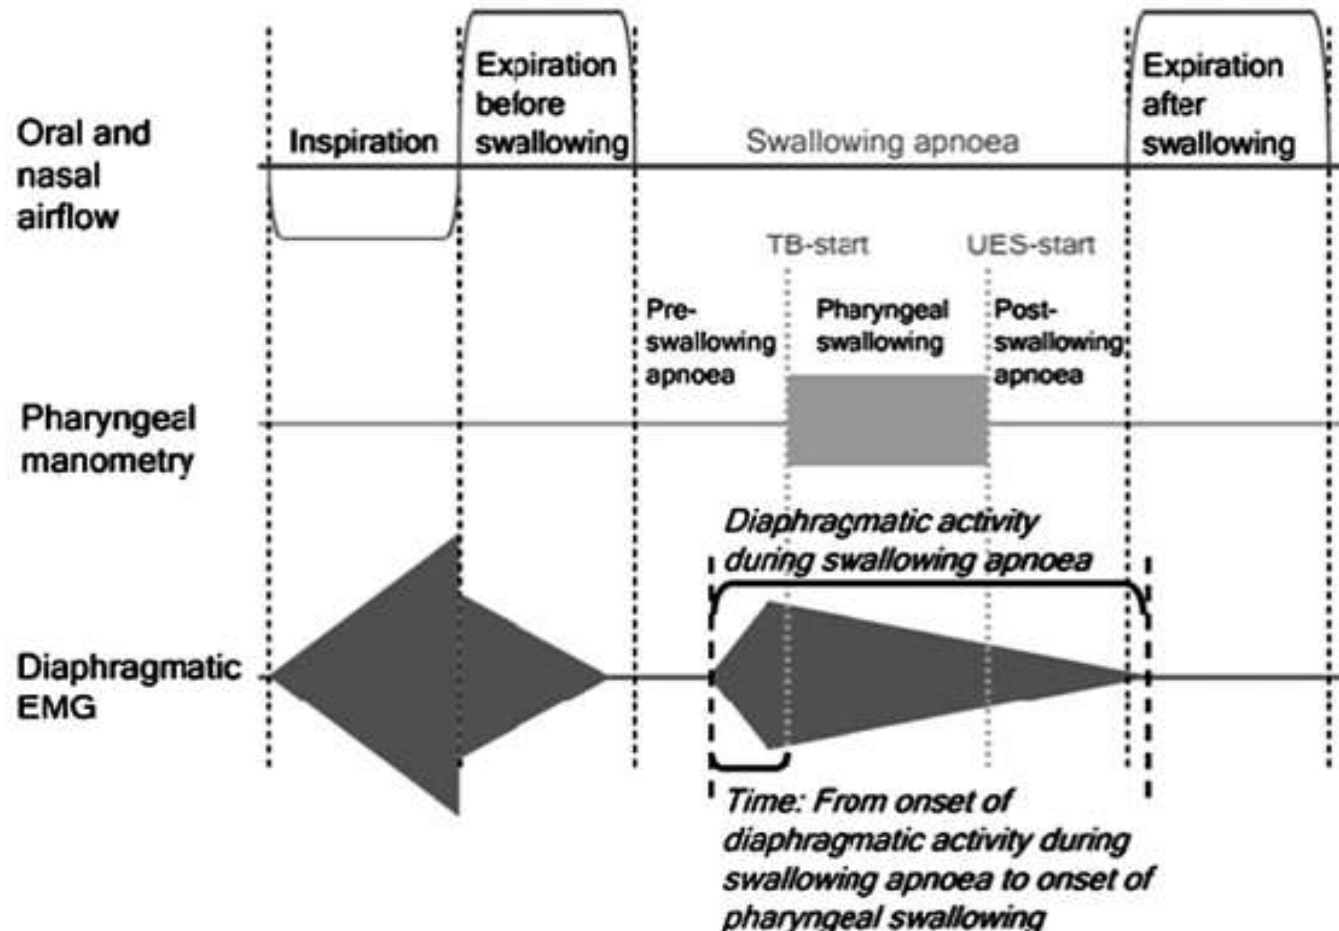 Oral and
nasal
airflow
Inspiration
Expiration
before
swallowing
Swallowing apnoea
Expiration
after
swallowing
TB-start
UES-start
Pre-
swallowing
apnoea
Pharyngeal
swallowing
Post-
swallowing
apnoea
Pharyngeal
manometry
Diaphragmatic activity
during swallowing apnoea
Diaphragmatic
EMG
Time: From onset of
diaphragmatic activity during
swallowing apnoea to onset of
pharyngeal swallowing